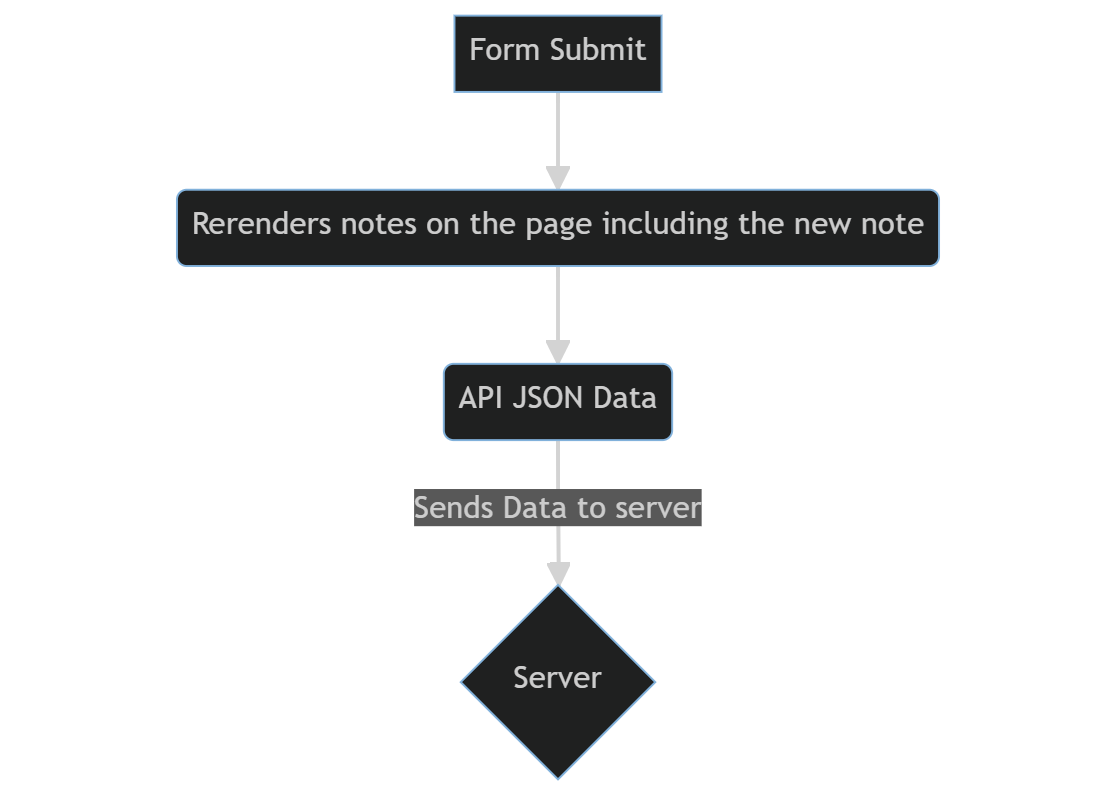 Form Submit
Rerenders notes on the page including the new note
API JSON Data
Sends Data to server
Server